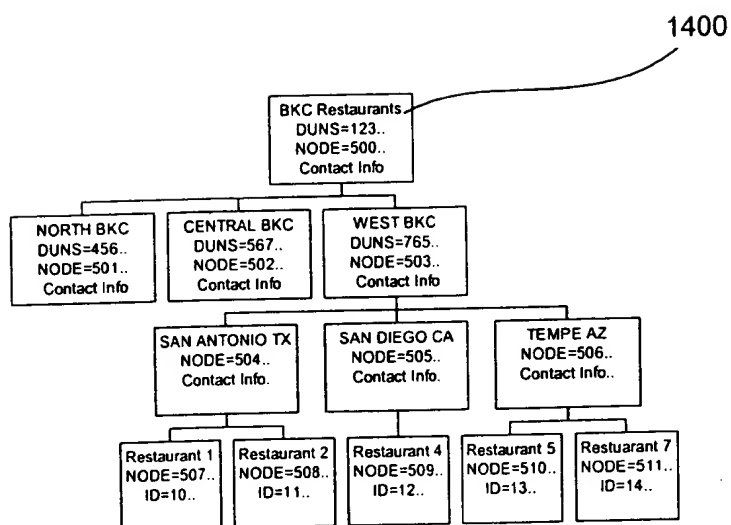 1400
BKC Restaurants
DUNS=123..
NODE=500..
Contact Info
NORTH BKC
DUNS=456..
NODE=501..
Contact Info
CENTRAL BKC
DUNS=567..
NODE=502..
Contact Info
WEST BKC
DUNS=765..
NODE=503..
Contact Info
SAN ANTONIO TX
NODE=504..
Contact Info.
SAN DIEGO CA
NODE=505..
Contact Info.
TEMPE AZ
NODE=506..
Contact Info..
Restaurant 1
NODE=507..
ID=10..
Restaurant 2
NODE=508..
ID=11..
Restaurant 4
NODE=509..
ID=12..
Restaurant 5
NODE=510..
ID=13..
Restuarant 7
NODE=511..
ID=14..